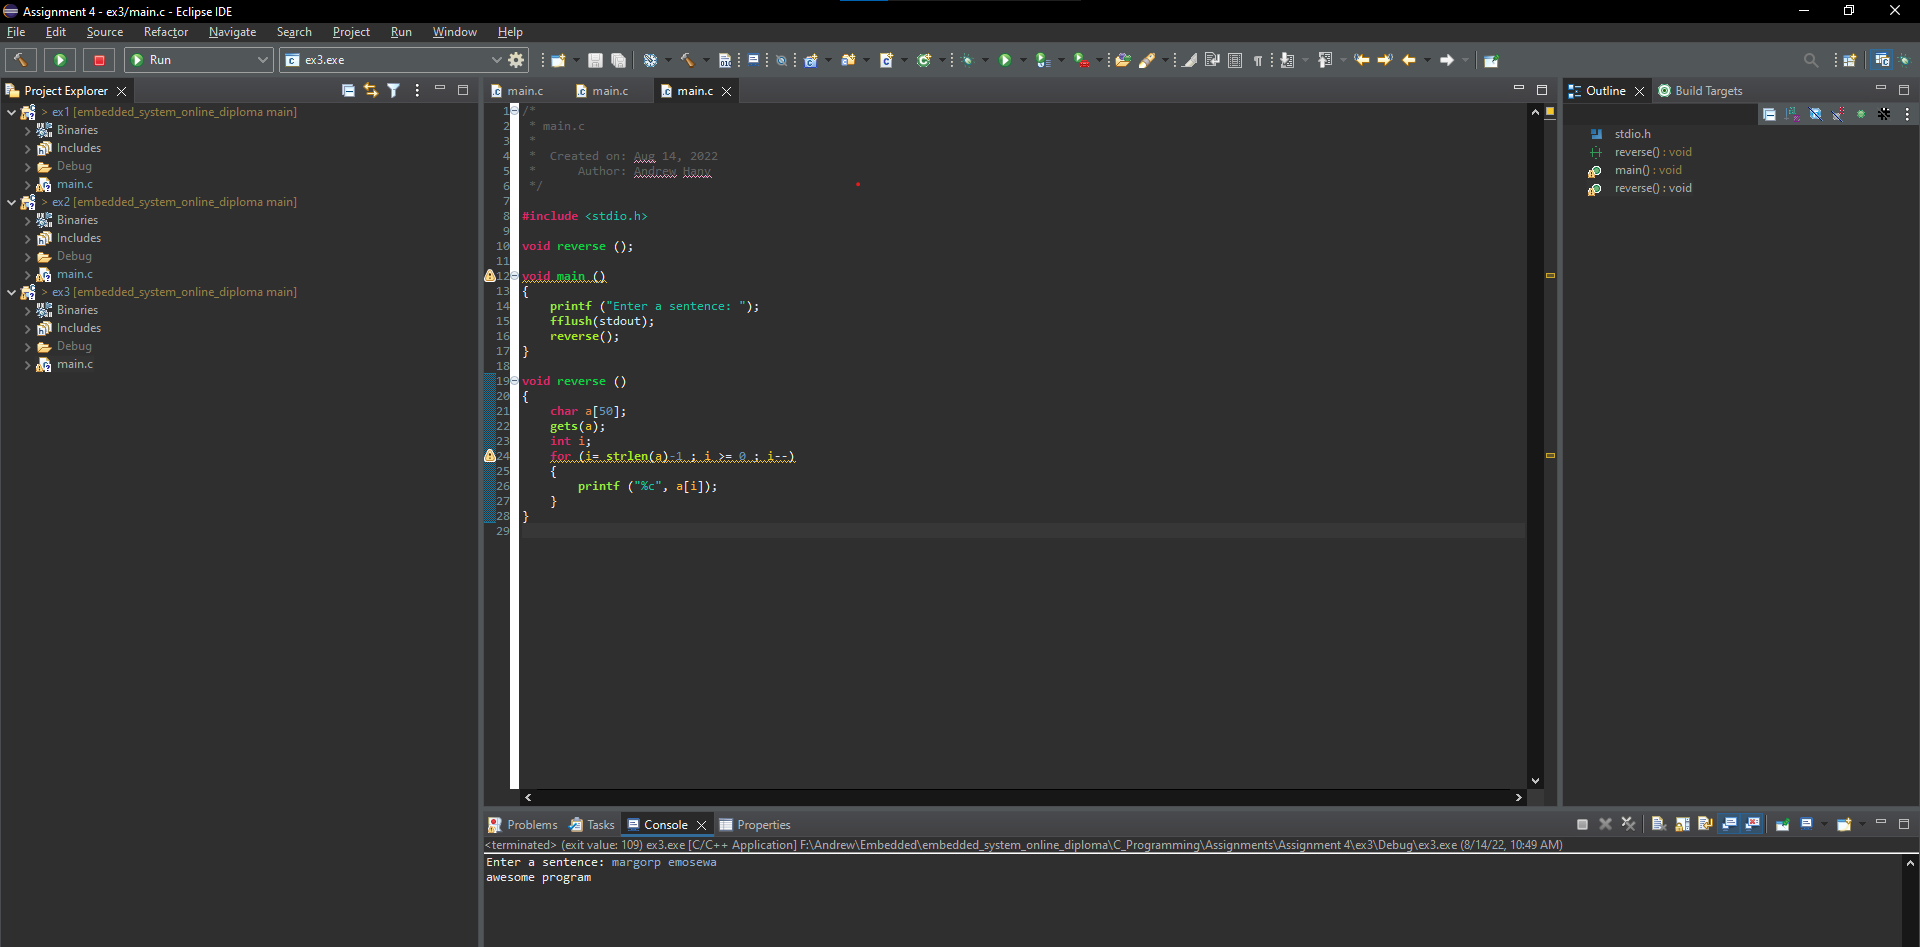 Assignment 4 - ex3/main.c - Eclipse IDE
File Edit Source Refactor Navigate Search Project Run Window Help
Run ex3.exe
Project Explorer
> ex1 [embedded_system_online_diploma main]
Binaries
Includes
Debug
main.c
> ex2 [embedded_system_online_diploma main]
Binaries
Includes
Debug
main.c
> ex3 [embedded_system_online_diploma main]
Binaries
Includes
Debug
main.c
main.c main.c main.c
1 /*
2 * main.c
3 *
4 * Created on: Aug 14, 2022
5 * Author: Andrew Hany
6 */
7
8 #include <stdio.h>
9
10 void reverse ();
11
12 void main ()
13 {
14 printf ("Enter a sentence: ");
15 fflush(stdout);
16 reverse();
17 }
18
19 void reverse ()
20 {
21 char a[50];
22 gets(a);
23 int i;
24 for (i= strlen(a)-1 ; i >= 0 ; i--)
25 {
26 printf ("%c", a[i]);
27 }
28 }
29
Outline Build Targets
stdio.h
reverse() : void
main() : void
reverse() : void
Problems Tasks Console Properties
<terminated> (exit value: 109) ex3.exe [C/C++ Application] F:\Andrew\Embedded\embedded_system_online_diploma\C_Programming\Assignments\Assignment 4\ex3\Debug\ex3.exe (8/14/22, 10:49 AM)
Enter a sentence: margorp emosewa
awesome program